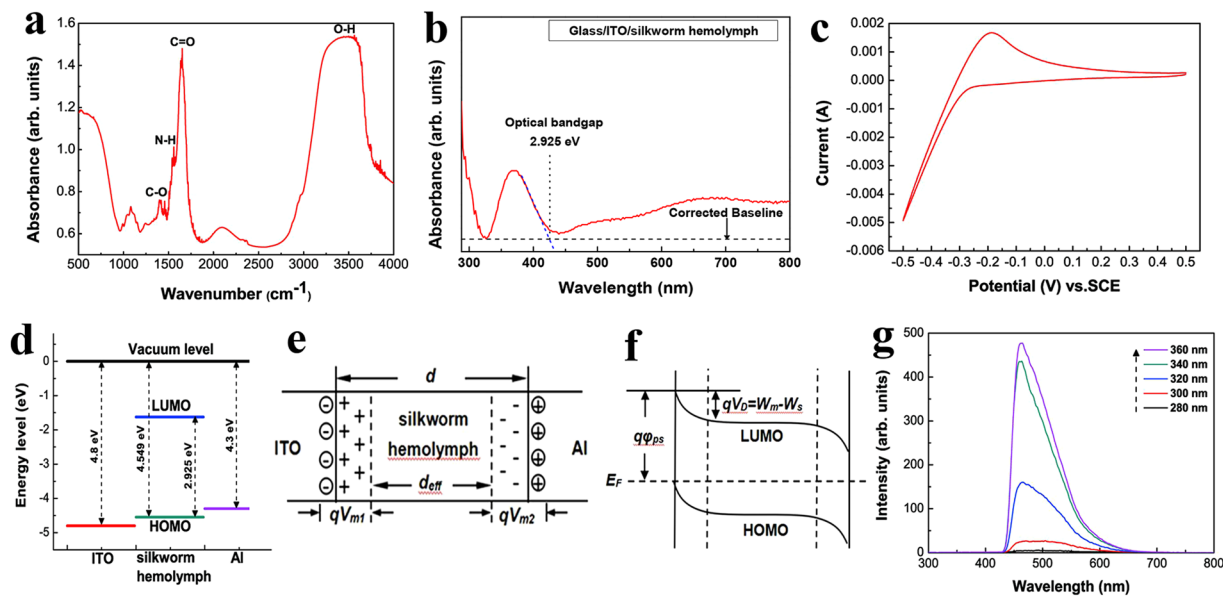 a
1.6
1.4
1.2
1.0
0.8
0.6
Absorbance (arb. units)
C=O
O-H
N-H
C-O
500 1000 1500 2000 2500 3000 3500 4000
Wavenumber (cm-1)
b
Glass/ITO/silkworm hemolymph
Absorbance (arb. units)
Optical bandgap
2.925 eV
Corrected Baseline
300 400 500 600 700 800
Wavelength (nm)
c
0.002
0.001
0.000
-0.001
-0.002
-0.003
-0.004
-0.005
-0.006
Current (A)
-0.5 -0.4 -0.3 -0.2 -0.1 0.0 0.1 0.2 0.3 0.4 0.5
Potential (V) vs.SCE
d
Vacuum level
0
-1
-2
-3
-4
-5
Energy level (eV)
LUMO
4.8 eV
4.549 eV
2.925 eV
4.3 eV
HOMO
ITO silkworm Al
hemolymph
e
d
ITO
silkworm
hemolymph
Al
deff
qVm1 qVm2
f
qVD=Wm-Ws
qφps
LUMO
EF
HOMO
g
500
400
300
200
100
0
Intensity (arb. units)
360 nm
340 nm
320 nm
300 nm
280 nm
300 400 500 600 700 800
Wavelength (nm)